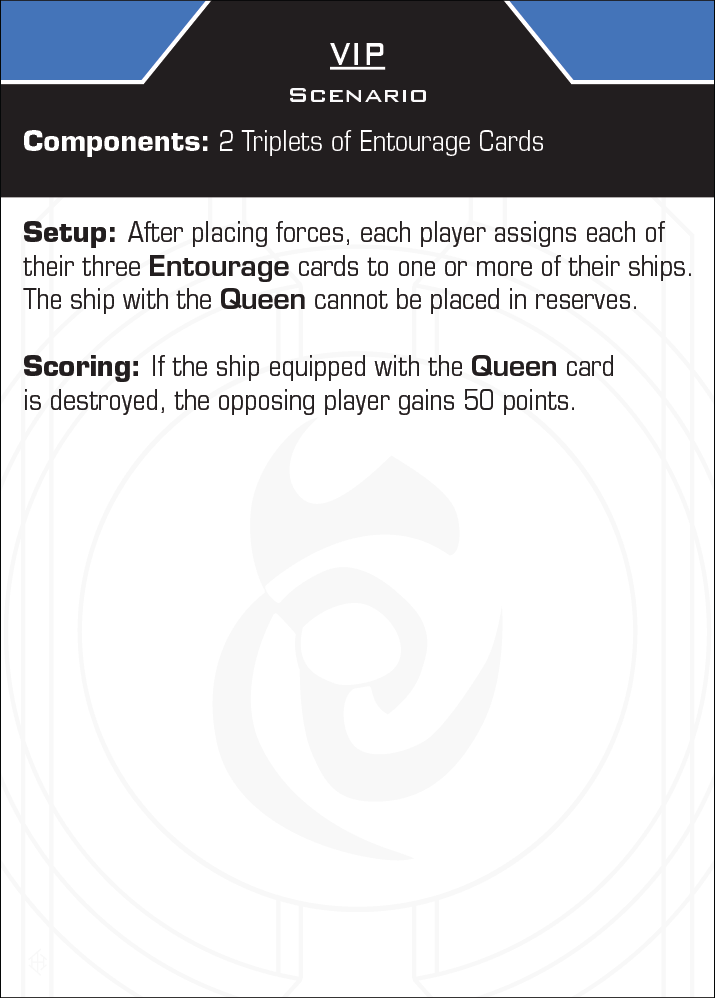 VIP
Scenario
Components: 2 Triplets of Entourage Cards
Setup: After placing forces, each player assigns each of
their three Entourage cards to one or more of their ships.
The ship with the Queen cannot be placed in reserves.
Scoring: If the ship equipped with the Queen card
is destroyed, the opposing player gains 50 points.